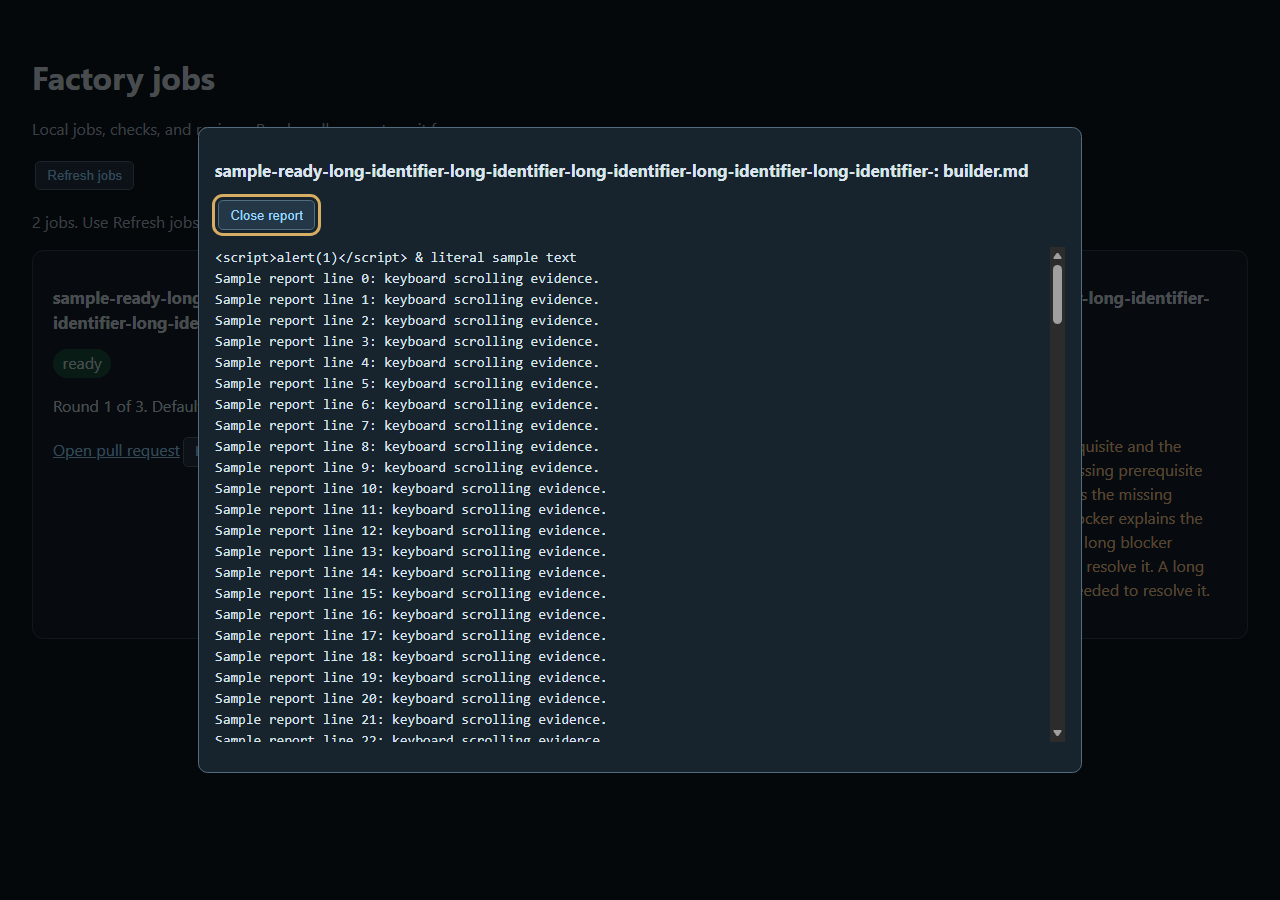 Factory jobs
Local jobs, checks, and
Refresh jobs
2 jobs. Use Refresh jobs
sample-ready-long-identifier-long-identifier-long-identifier-long-identifier-long-identifier-: builder.md
Close report
<script>alert(1)</script> & literal sample text
Sample report line 0: keyboard scrolling evidence.
Sample report line 1: keyboard scrolling evidence.
Sample report line 2: keyboard scrolling evidence.
Sample report line 3: keyboard scrolling evidence.
Sample report line 4: keyboard scrolling evidence.
Sample report line 5: keyboard scrolling evidence.
Sample report line 6: keyboard scrolling evidence.
Sample report line 7: keyboard scrolling evidence.
Sample report line 8: keyboard scrolling evidence.
Sample report line 9: keyboard scrolling evidence.
Sample report line 10: keyboard scrolling evidence.
Sample report line 11: keyboard scrolling evidence.
Sample report line 12: keyboard scrolling evidence.
Sample report line 13: keyboard scrolling evidence.
Sample report line 14: keyboard scrolling evidence.
Sample report line 15: keyboard scrolling evidence.
Sample report line 16: keyboard scrolling evidence.
Sample report line 17: keyboard scrolling evidence.
Sample report line 18: keyboard scrolling evidence.
Sample report line 19: keyboard scrolling evidence.
Sample report line 20: keyboard scrolling evidence.
Sample report line 21: keyboard scrolling evidence.
Sample report line 22: keyboard scrolling evidence.
sample-ready-long
identifier-long-ide
ready
Round 1 of 3. Defaul
Open pull request
-long-identifier-
quisite and the
ssing prerequisite
s the missing
cker explains the
long blocker
resolve it. A long
eeded to resolve it.